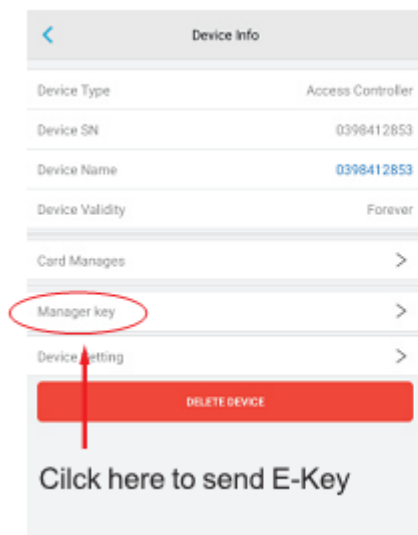 Device Info
Device Type Access Controller
Device SN 0398412853
Device Name 0398412853
Device Validity Forever
Card Manages >
Manager key >
Device Setting >
DELETE DEVICE
Cilck here to send E-Key